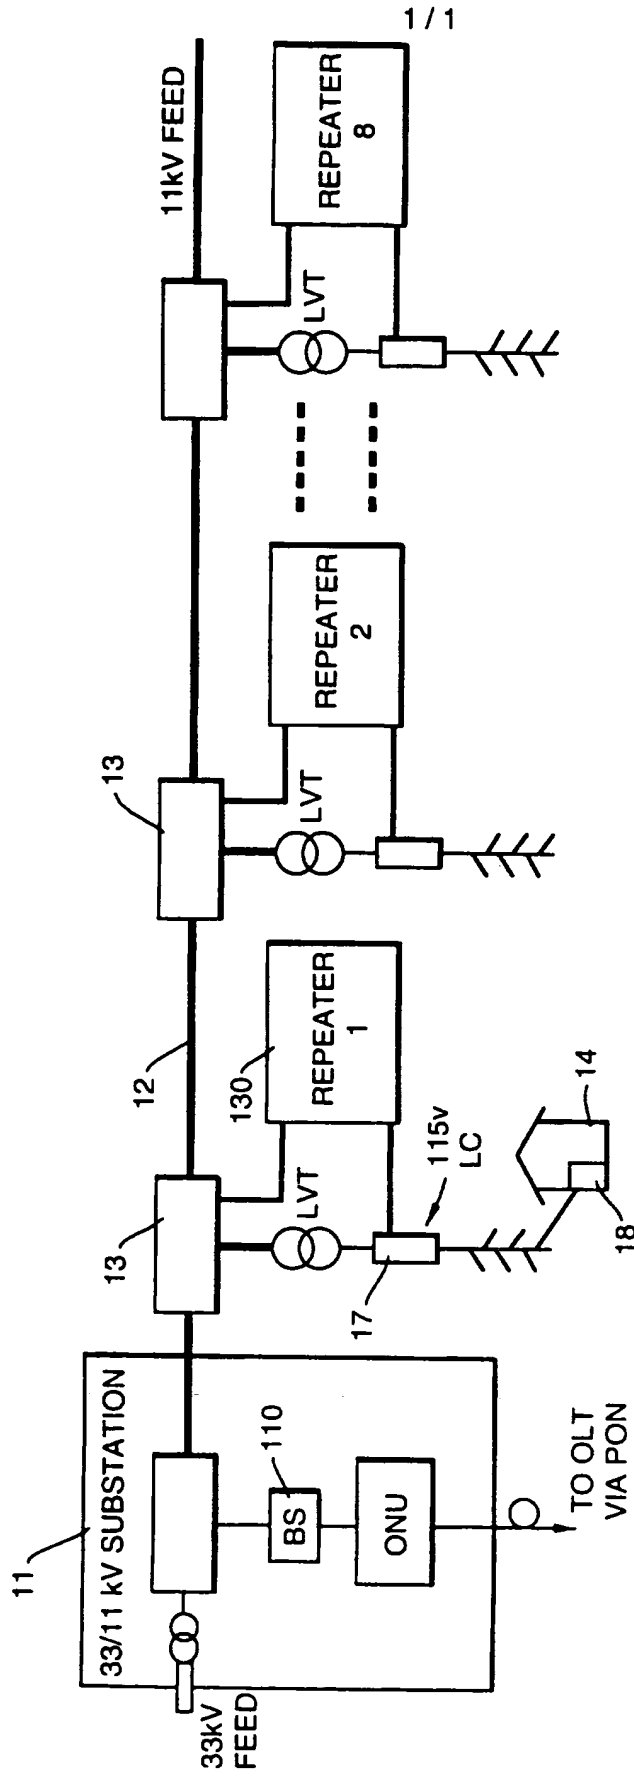 1 / 1
11
33/11 kV SUBSTATION
33kV
FEED
110
BS
ONU
TO OLT
VIA PON
13
LVT
130
REPEATER
1
17
115v
LC
14
18
12
13
LVT
REPEATER
2
11kV FEED
LVT
REPEATER
8